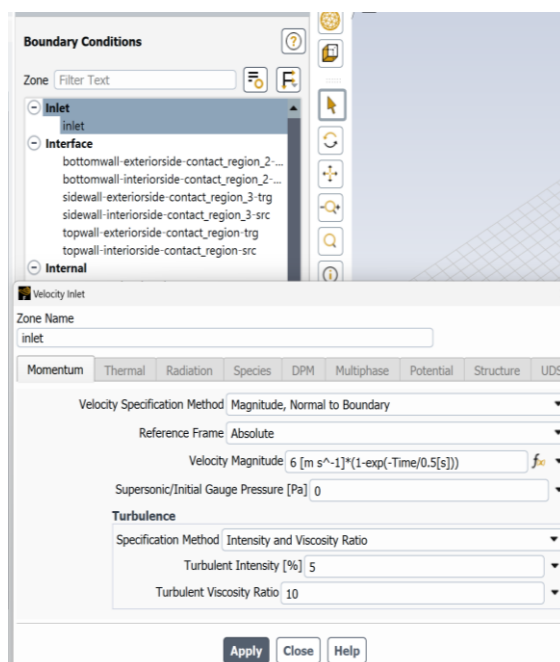 Boundary Conditions
Zone Filter Text
Inlet
inlet
Interface
bottomwall-exteriorside-contact_region_2-...
bottomwall-interiorside-contact_region_2-...
sidewall-exteriorside-contact_region_3-trg
sidewall-interiorside-contact_region_3-src
topwall-exteriorside-contact_region-trg
topwall-interiorside-contact_region-src
Internal
Velocity Inlet
Zone Name
inlet
Momentum Thermal Radiation Species DPM Multiphase Potential Structure UDS
Velocity Specification Method Magnitude, Normal to Boundary
Reference Frame Absolute
Velocity Magnitude 6 [m s^-1]*(1-exp(-Time/0.5[s]))
Supersonic/Initial Gauge Pressure [Pa] 0
Turbulence
Specification Method Intensity and Viscosity Ratio
Turbulent Intensity [%] 5
Turbulent Viscosity Ratio 10
Apply Close Help